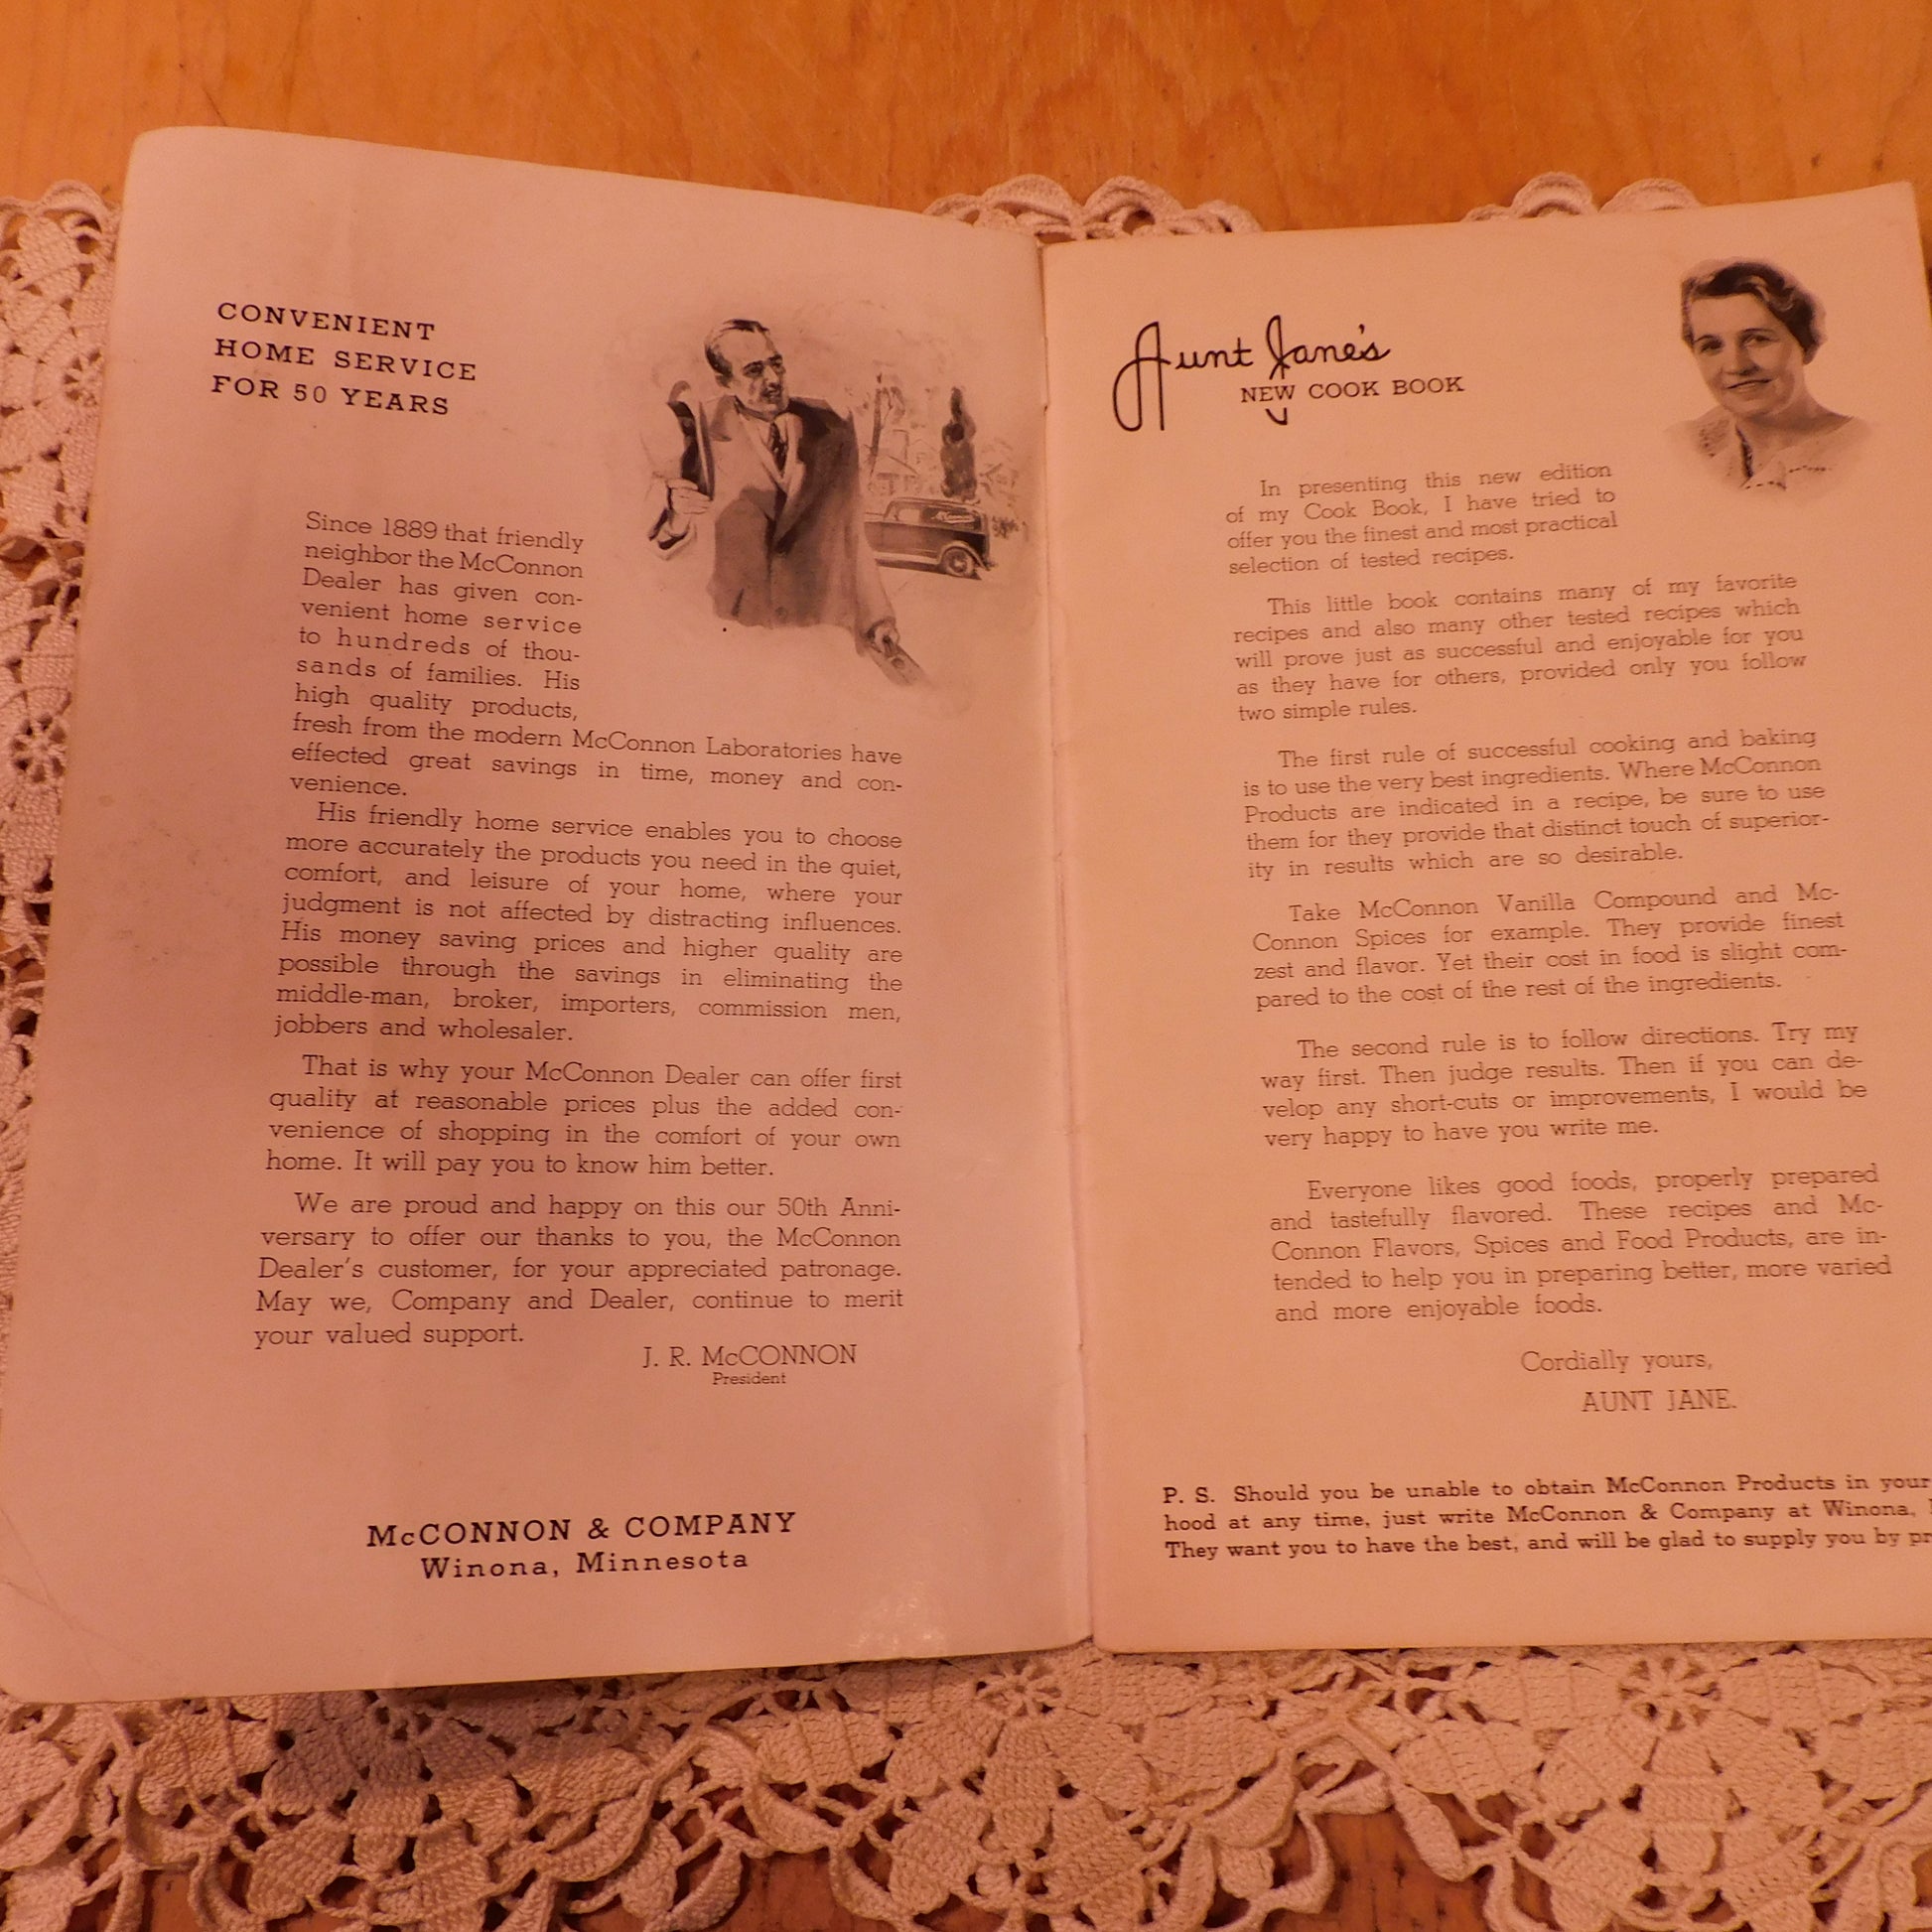 CONVENIENT
HOME SERVICE
FOR 50 YEARS
Since 1889 that friendly
neighbor the McConnon
Dealer has given con-
venient home service
to hundreds of thou-
sands of families. His
high quality products,
fresh from the modern McConnon Laboratories have
effected great savings in time, money and con-
venience.
His friendly home service enables you to choose
more accurately the products you need in the quiet,
comfort, and leisure of your home, where your
judgment is not affected by distracting influences.
His money saving prices and higher quality are
possible through the savings in eliminating the
middle-man, broker, importers, commission men,
jobbers and wholesaler.
That is why your McConnon Dealer can offer first
quality at reasonable prices plus the added con-
venience of shopping in the comfort of your own
home. It will pay you to know him better.
We are proud and happy on this our 50th Anni-
versary to offer our thanks to you, the McConnon
Dealer's customer, for your appreciated patronage.
May we, Company and Dealer, continue to merit
your valued support.
J. R. McCONNON
President
McCONNON & COMPANY
Winona, Minnesota
Aunt Jane's
NEW COOK BOOK
In presenting this new edition
of my Cook Book, I have tried to
offer you the finest and most practical
selection of tested recipes.
This little book contains many of my favorite
recipes and also many other tested recipes which
will prove just as successful and enjoyable for you
as they have for others, provided only you follow
two simple rules.
The first rule of successful cooking and baking
is to use the very best ingredients. Where McConnon
Products are indicated in a recipe, be sure to use
them for they provide that distinct touch of superior-
ity in results which are so desirable.
Take McConnon Vanilla Compound and Mc-
Connon Spices for example. They provide finest
zest and flavor. Yet their cost in food is slight com-
pared to the cost of the rest of the ingredients.
The second rule is to follow directions. Try my
way first. Then judge results. Then if you can de-
velop any short-cuts or improvements, I would be
very happy to have you write me.
Everyone likes good foods, properly prepared
and tastefully flavored. These recipes and Mc-
Connon Flavors, Spices and Food Products, are in-
tended to help you in preparing better, more varied
and more enjoyable foods.
Cordially yours,
AUNT JANE.
P. S. Should you be unable to obtain McConnon Products in your
hood at any time, just write McConnon & Company at Winona,
They want you to have the best, and will be glad to supply you by pr